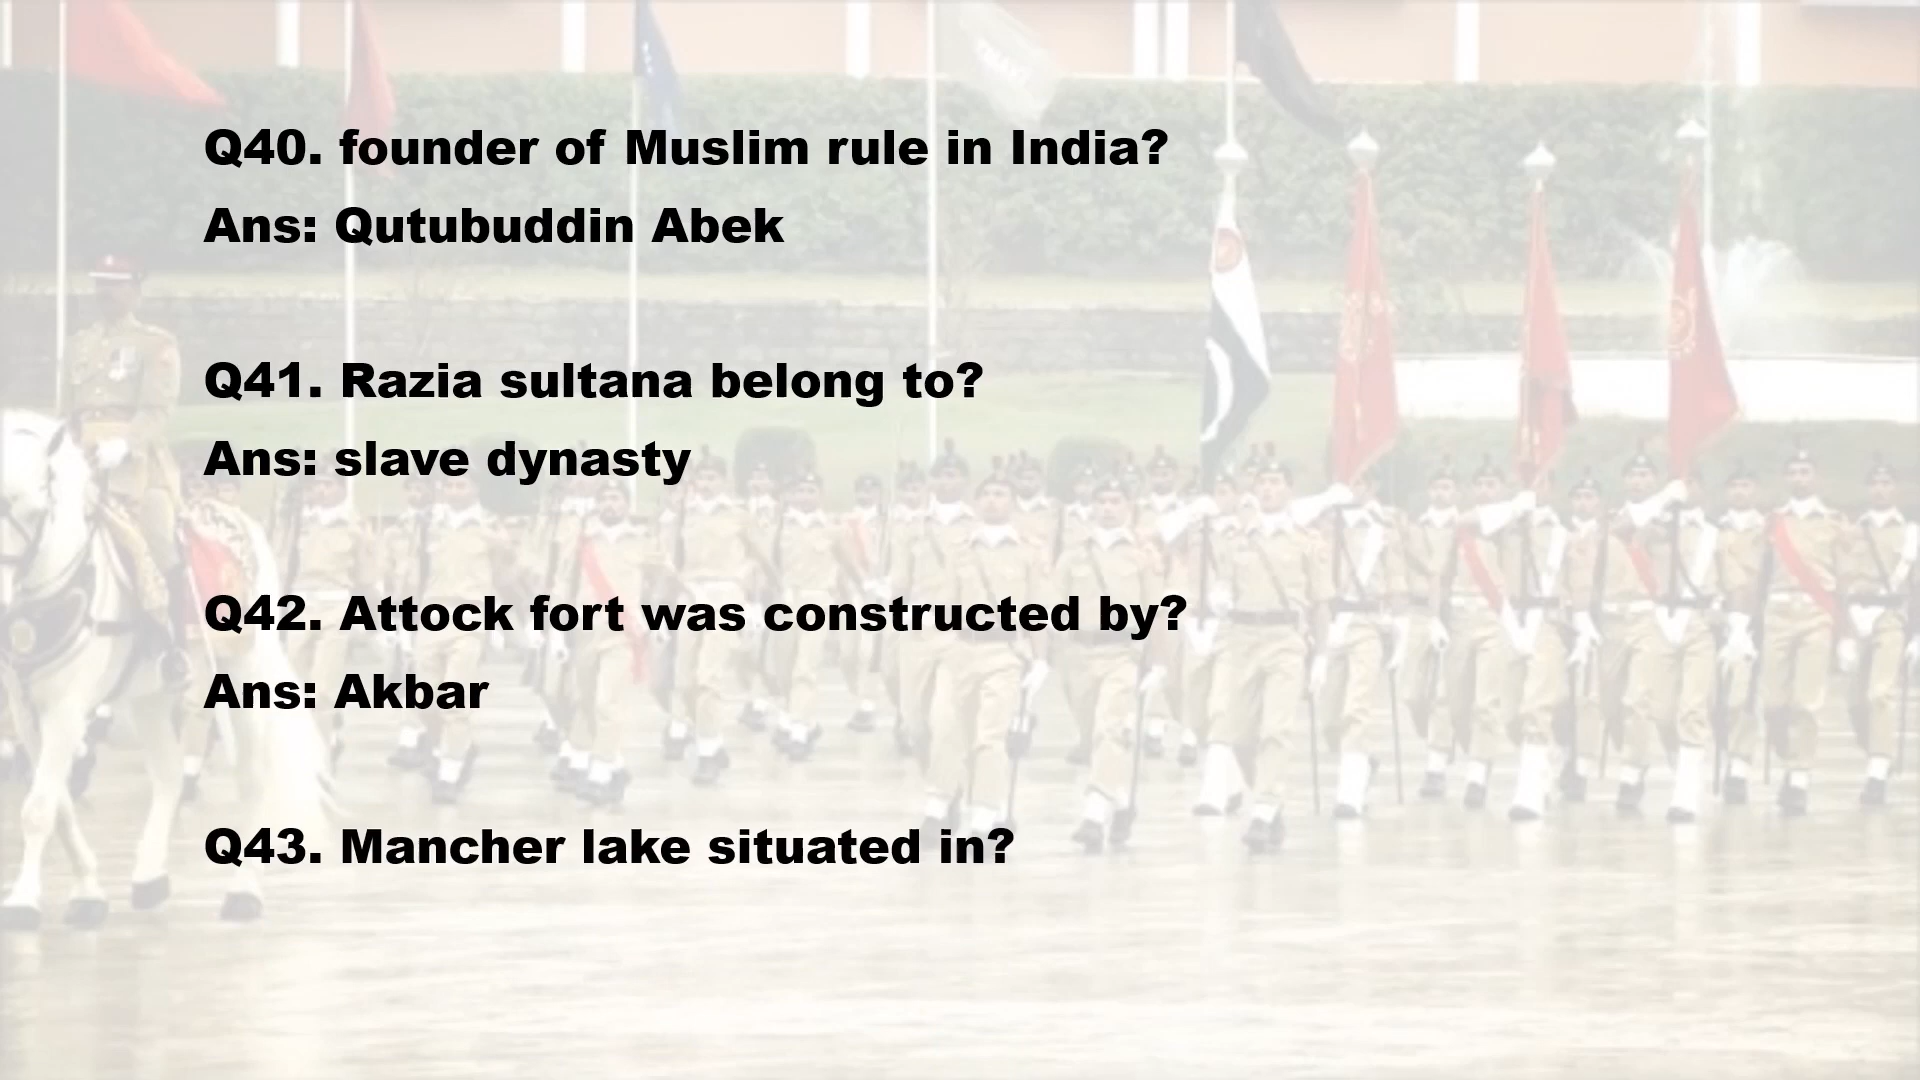 Q40. founder of Muslim rule in India?
Ans: Qutubuddin Abek
Q41. Razia sultana belong to?
Ans: slave dynasty
Q42. Attock fort was constructed by?
Ans: Akbar
Q43. Mancher lake situated in?